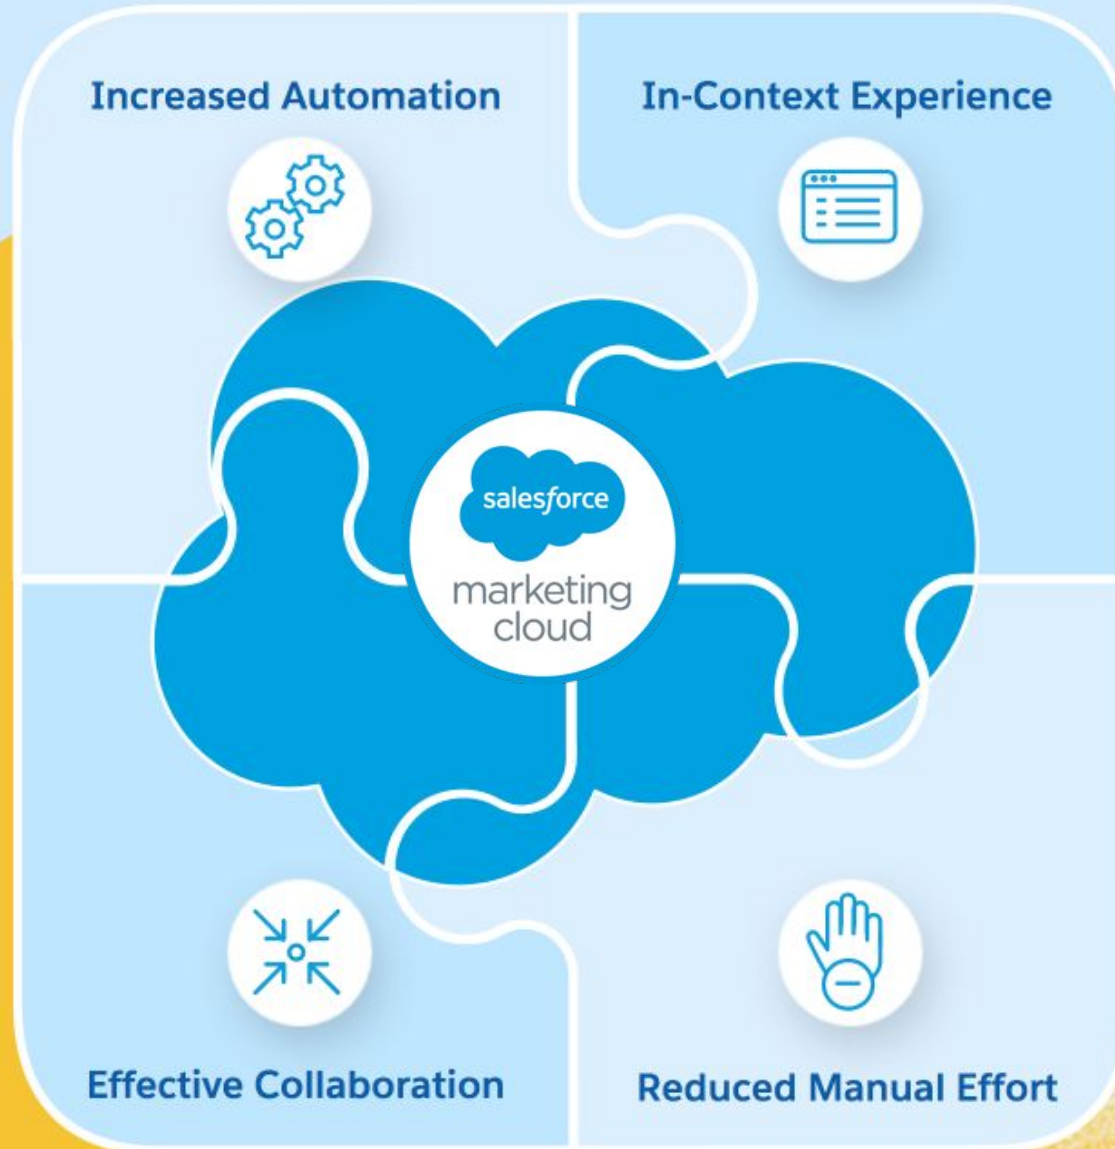 Increased Automation
In-Context Experience
salesforce
marketing
cloud
Effective Collaboration
Reduced Manual Effort